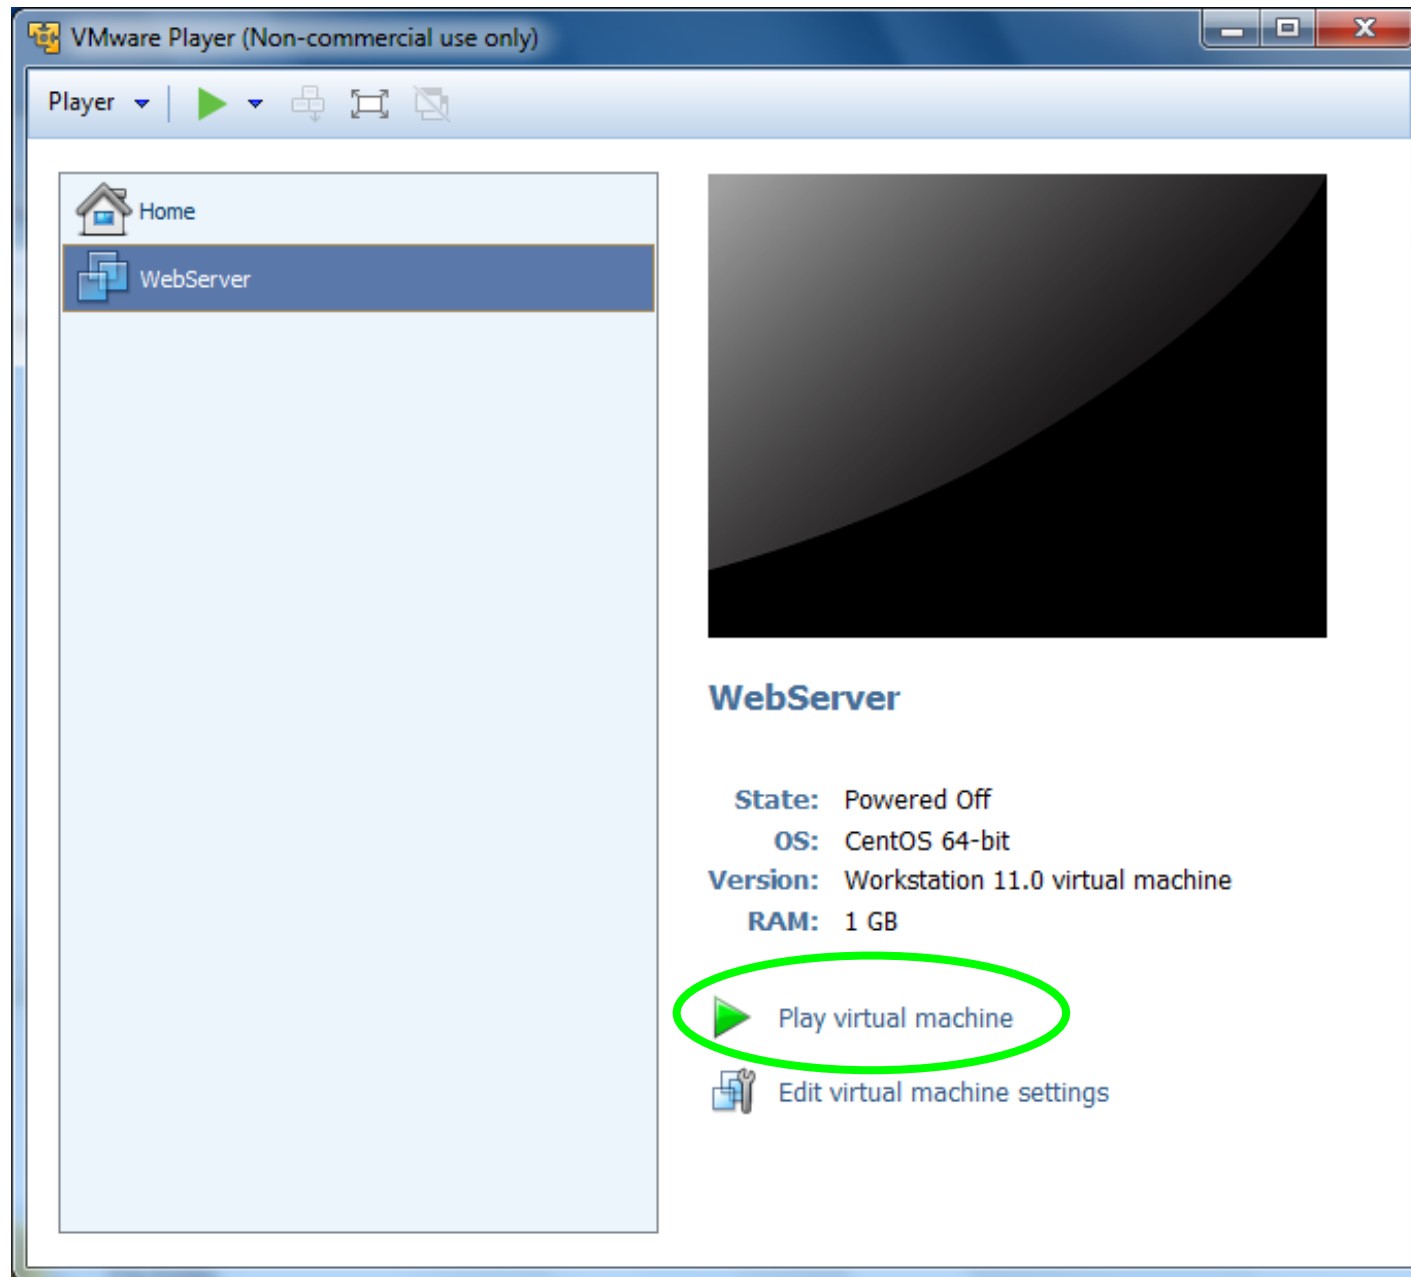 VMware Player (Non-commercial use only)
Player
Home
WebServer
WebServer
State: Powered Off
OS: CentOS 64-bit
Version: Workstation 11.0 virtual machine
RAM: 1 GB
Play virtual machine
Edit virtual machine settings